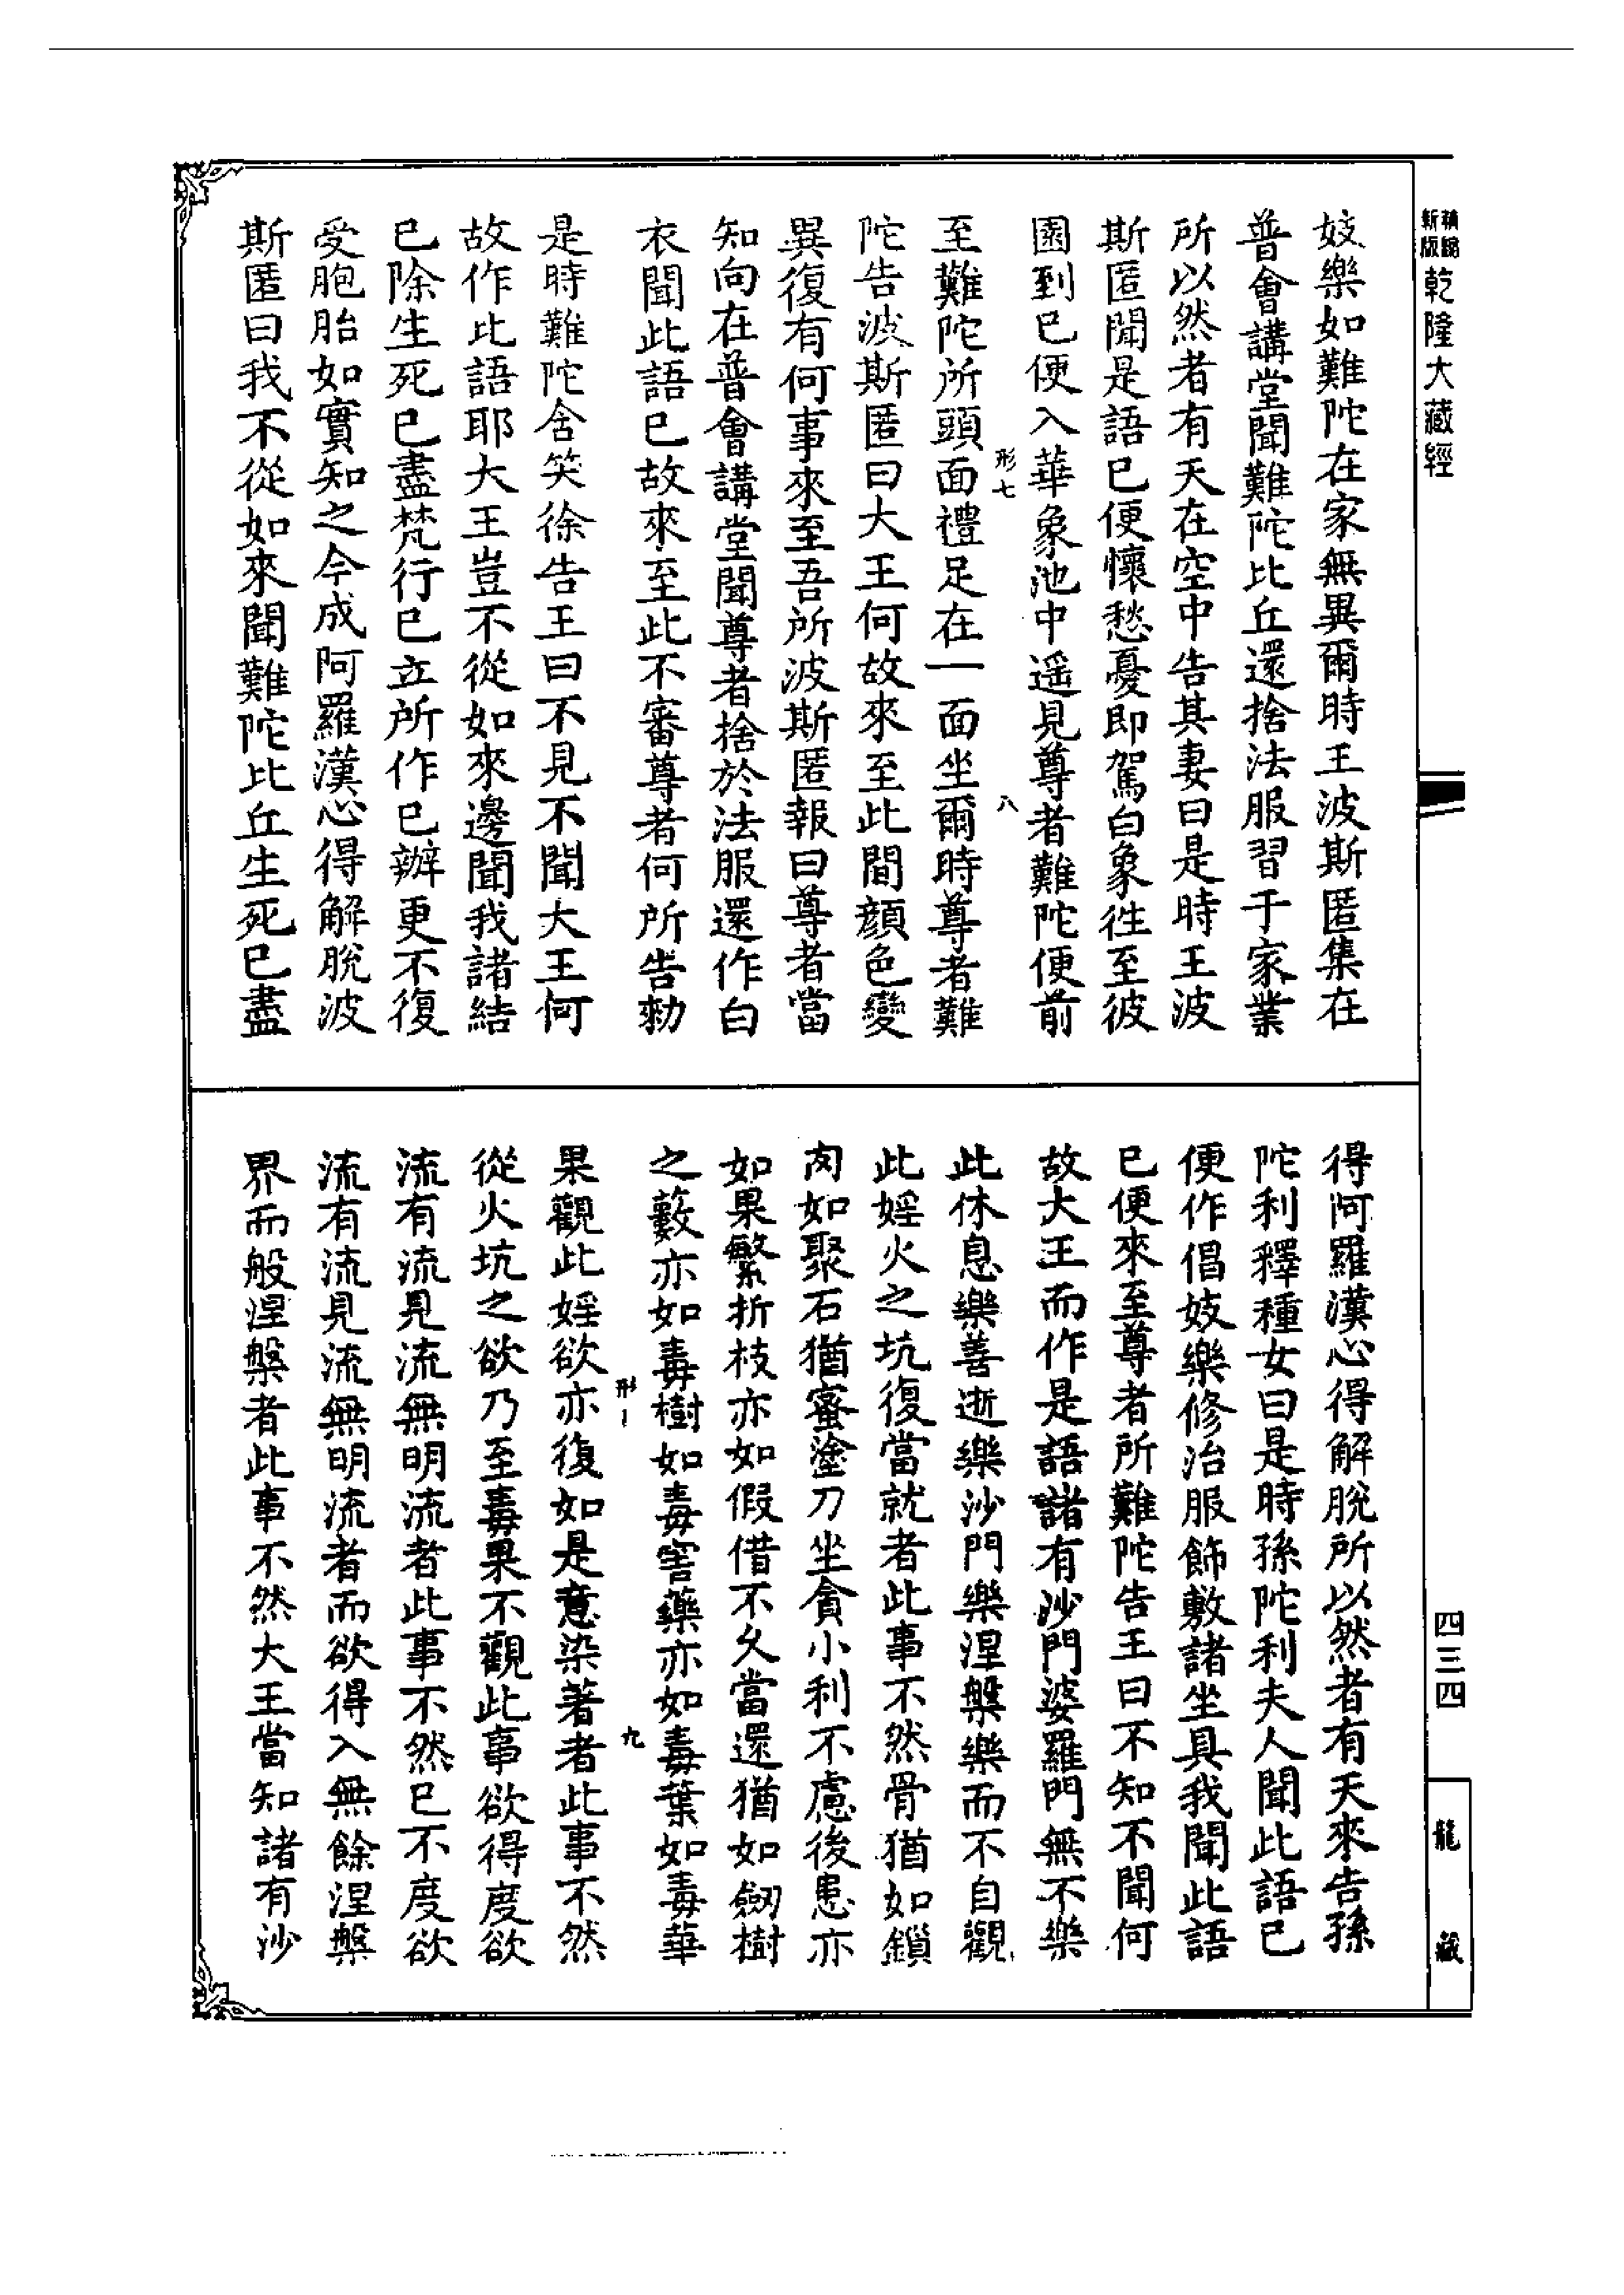 精縮新版 乾隆大藏經
妓樂如難陀在家無異爾時王波斯匿集在
普會講堂聞難陀比丘還捨法服習于家業
所以然者有天在空中告其妻曰是時王波
斯匿聞是語已便懷愁憂即駕白象往至彼
園到已便入華象池中遥見尊者難陀便前
形七 八
至難陀所頭面禮足在一面坐爾時尊者難
陀告波斯匿曰大王何故來至此間顔色變
異復有何事來至吾所波斯匿報曰尊者當
知向在普會講堂聞尊者捨於法服還作白
衣聞此語已故來至此不審尊者何所告勑
是時難陀含笑徐告王曰不見不聞大王何
故作此語耶大王豈不從如來邊聞我諸結
已除生死已盡梵行已立所作已辦更不復
受胞胎如實知之今成阿羅漢心得解脫波
斯匿曰我不從如來聞難陀比丘生死已盡
得阿羅漢心得解脫所以然者有天來告孫
陀利釋種女曰是時孫陀利夫人聞此語已
便作倡妓樂修治服飾敷諸坐具我聞此語
已便來至尊者所難陀告王曰不知不聞何
故大王而作是語諸有沙門婆羅門無不樂
此休息樂善逝樂沙門樂涅槃樂而不自觀
此婬火之坑復當就者此事不然骨猶如鎖
肉如聚石猶蜜塗刀坐貪小利不慮後患亦
如果繁折枝亦如假借不久當還猶如劒樹
之藪亦如毒樹如毒害藥亦如毒葉如毒華
形 九
果觀此婬欲亦復如是意染著者此事不然
從火坑之欲乃至毒果不觀此事欲得度欲
流有流見流無明流者此事不然已不度欲
流有流見流無明流者而欲得入無餘涅槃
界而般涅槃者此事不然大王當知諸有沙
四三四
龍藏